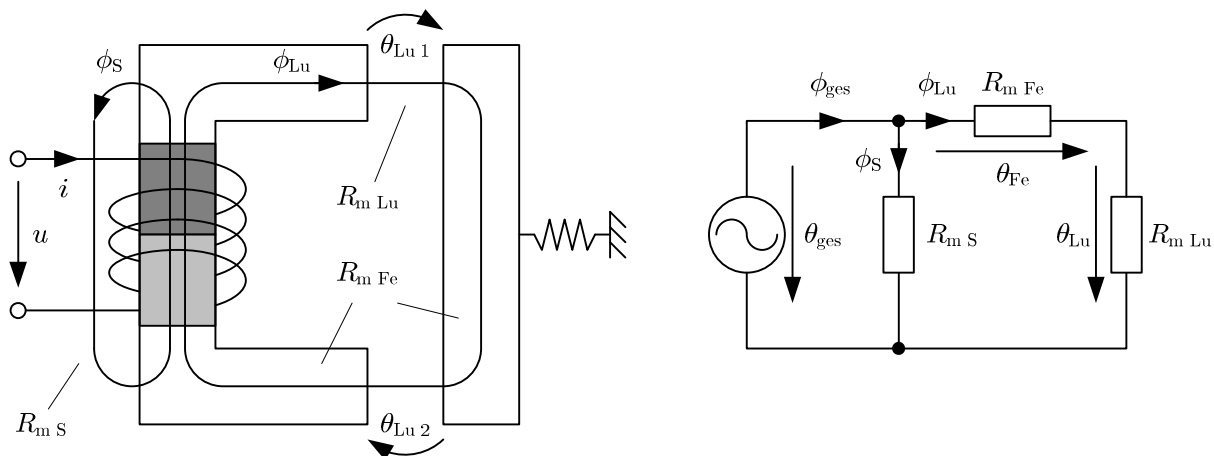 θLu 1
ϕS
ϕLu
i
u
Rm Lu
Rm Fe
Rm S
θLu 2
ϕges
ϕLu
Rm Fe
ϕS
θFe
θges
Rm S
θLu
Rm Lu